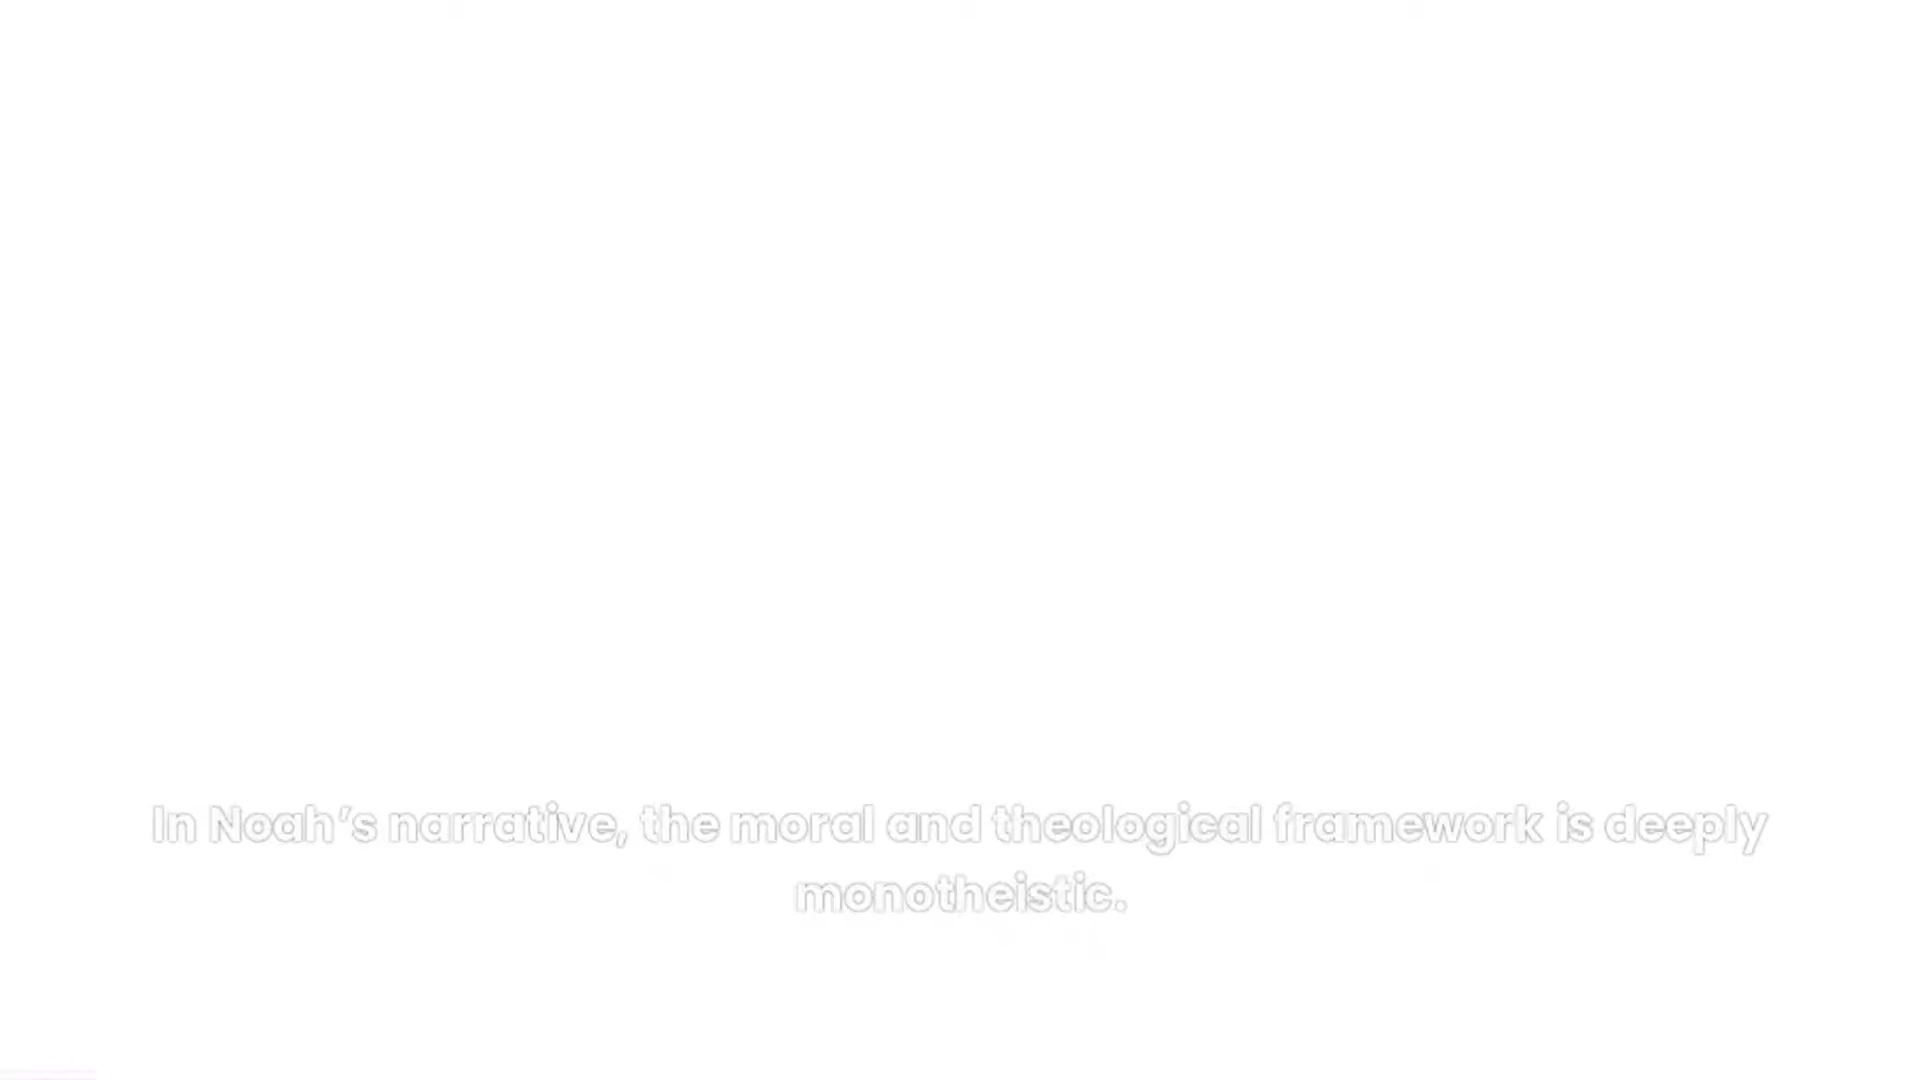 In Noah's narrative, the moral and theological framework is deeply
monotheistic.